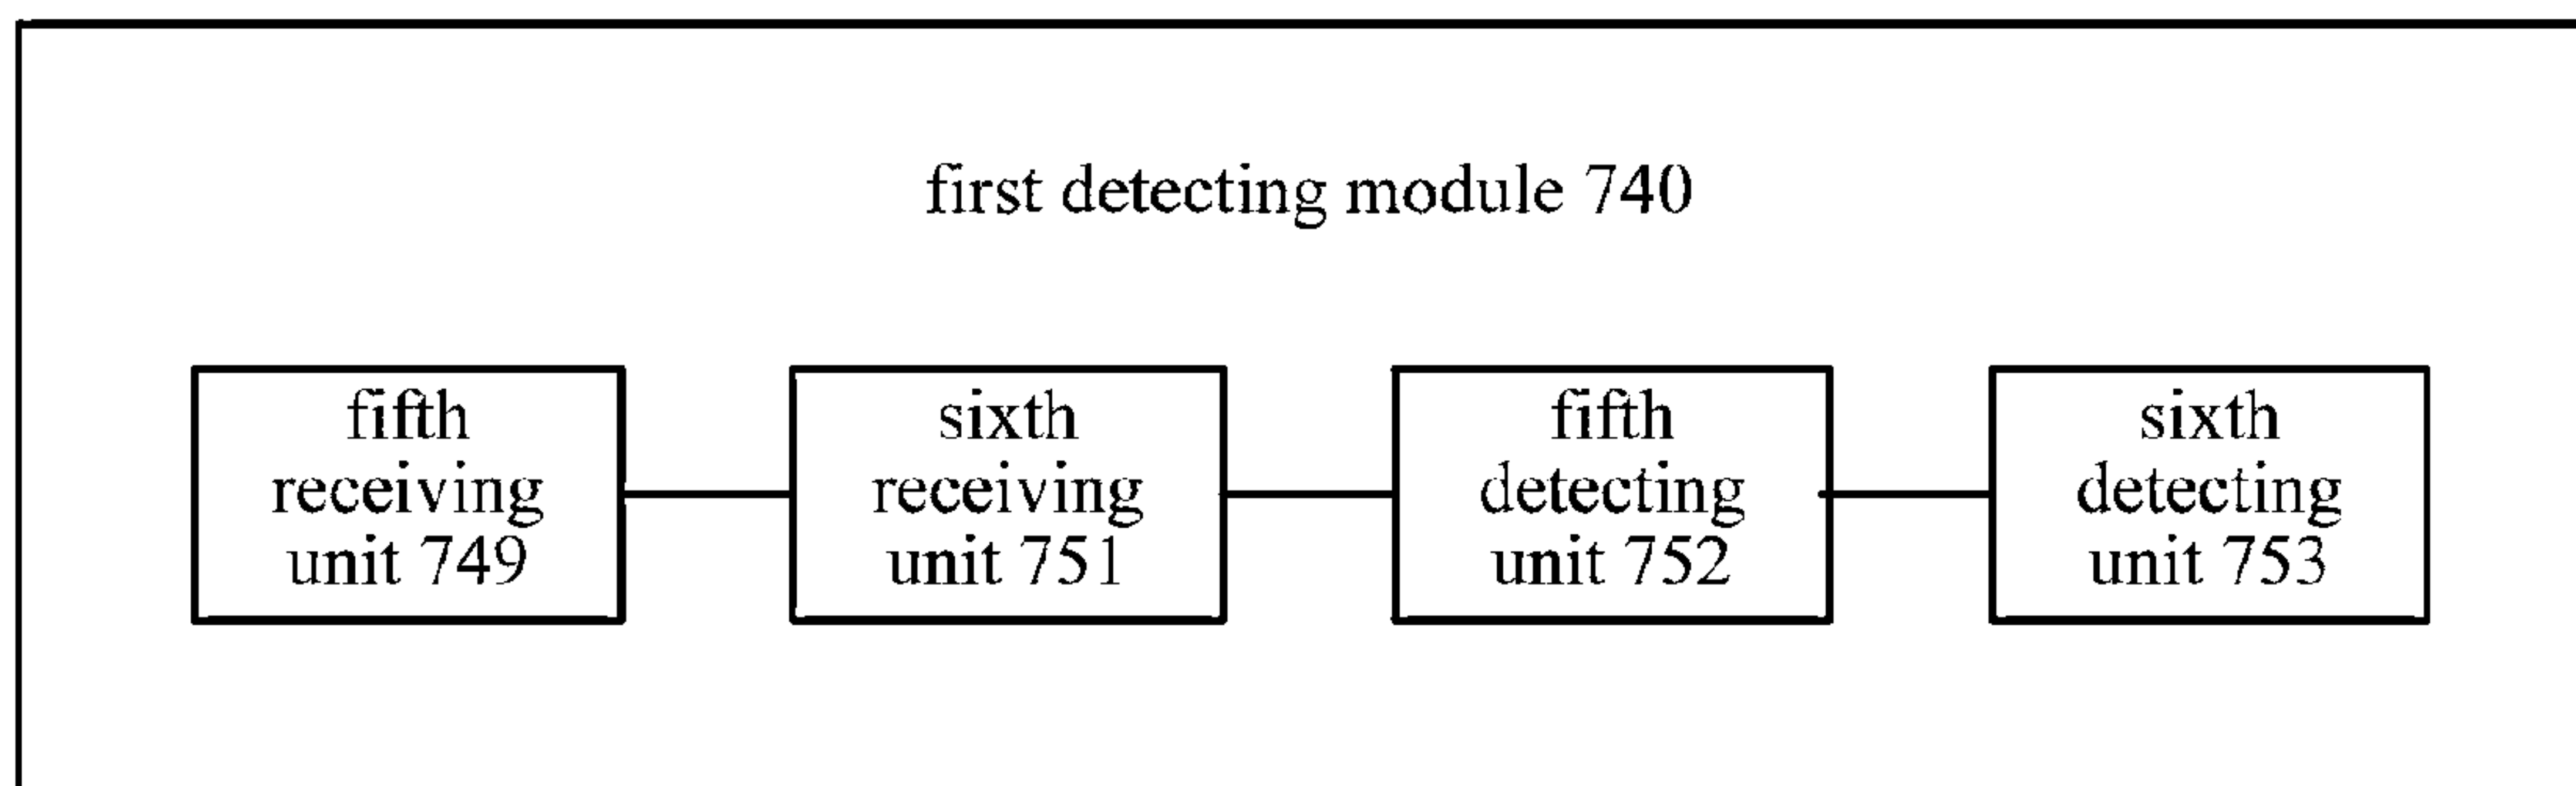 first detecting module 740
fifth
receiving
unit 749
sixth
receiving
unit 751
fifth
detecting
unit 752
sixth
detecting
unit 753